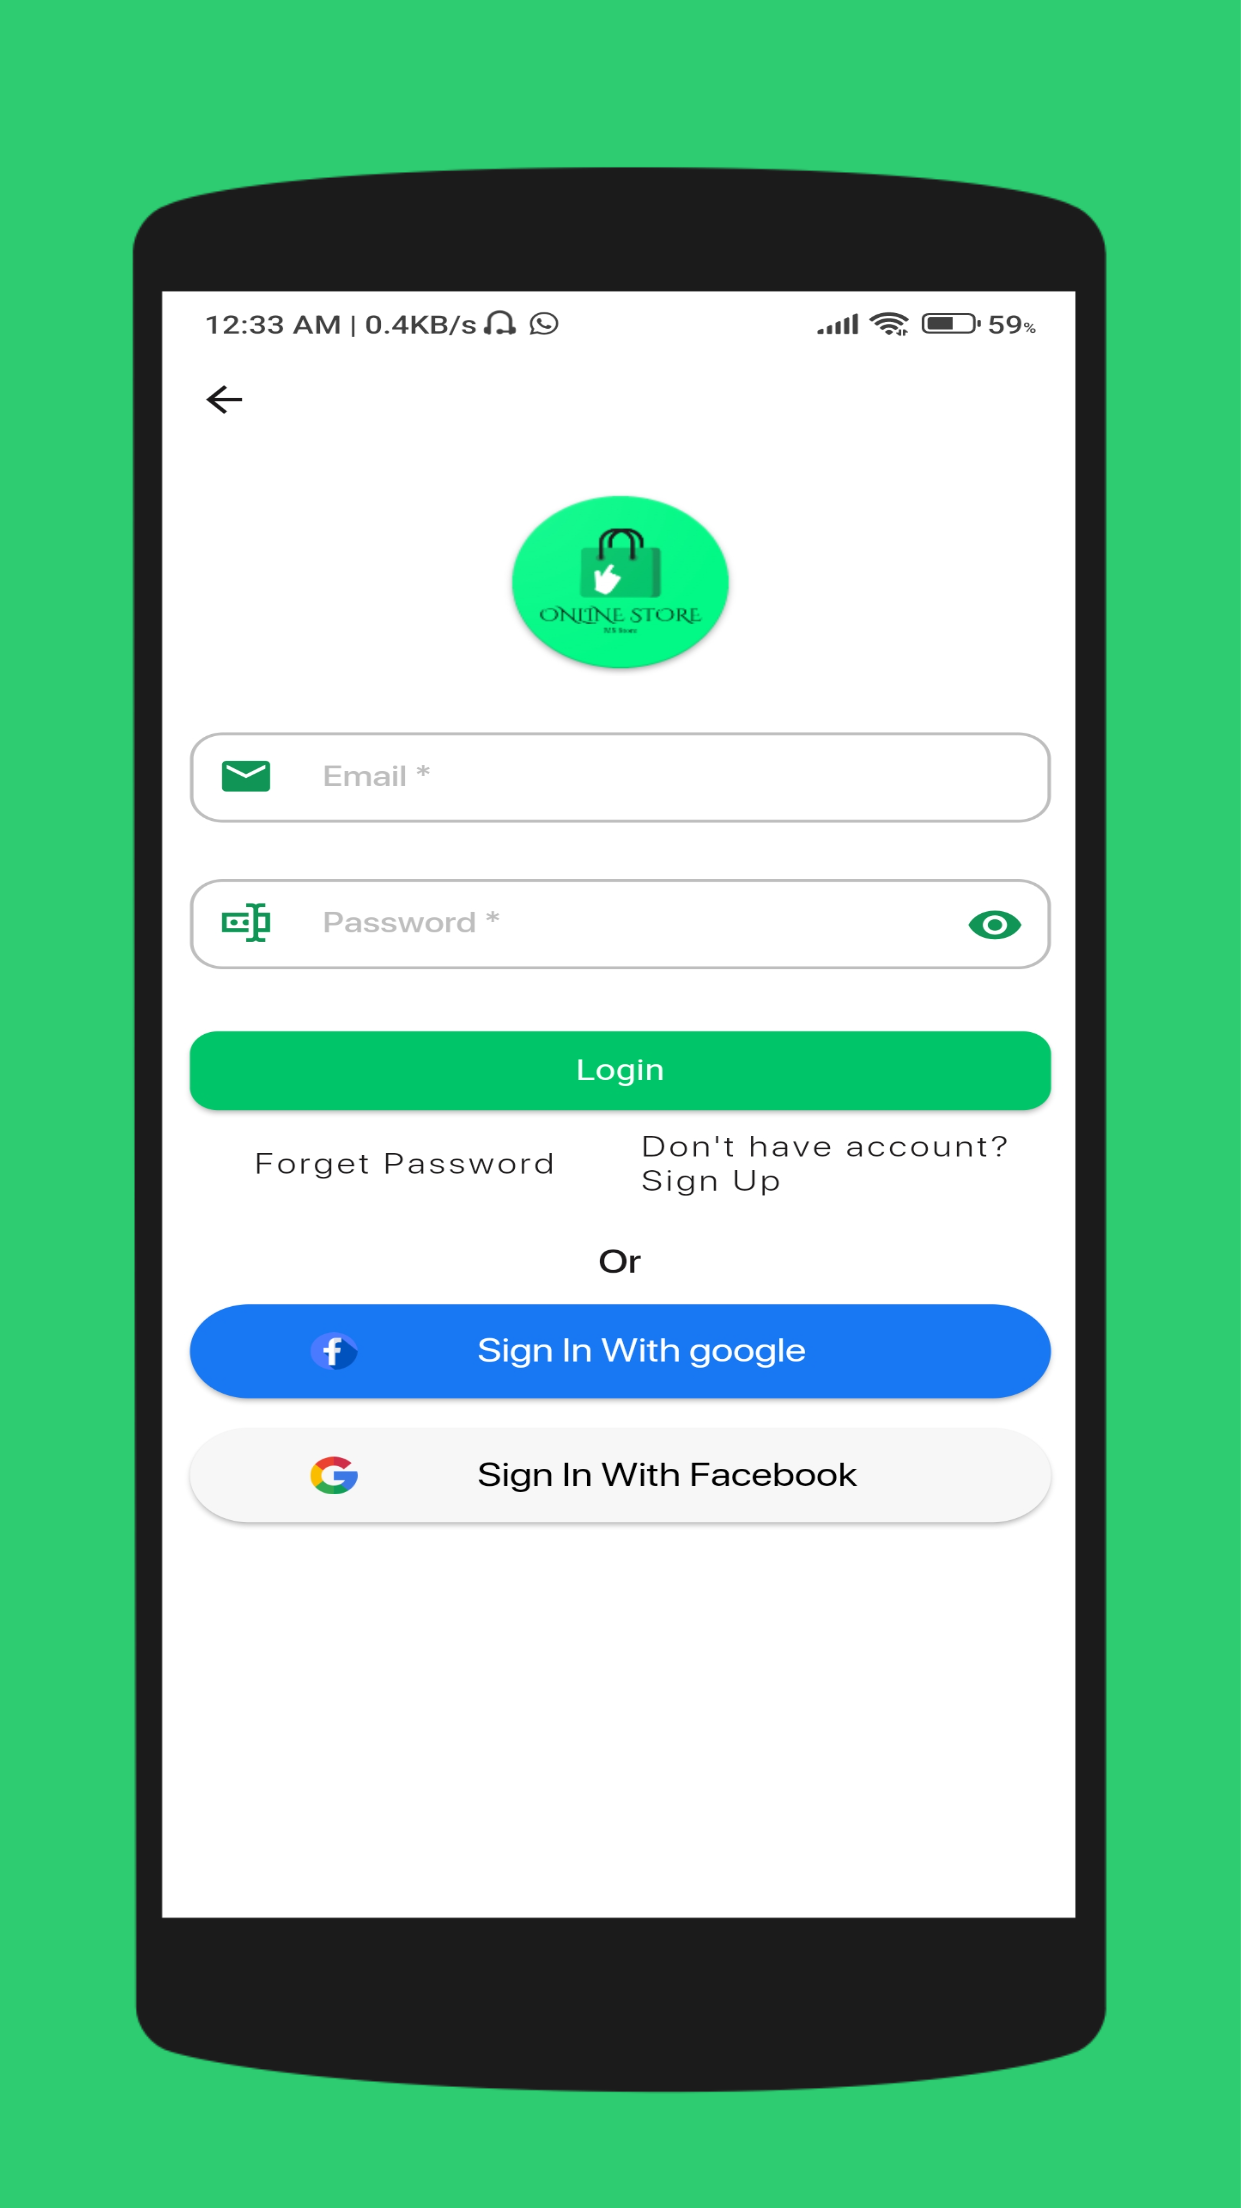 12:33 AM | 0.4KB/s
59%
ONLINE STORE
Email *
Password *
Login
Forget Password
Don't have account?
Sign Up
Or
Sign In With google
Sign In With Facebook